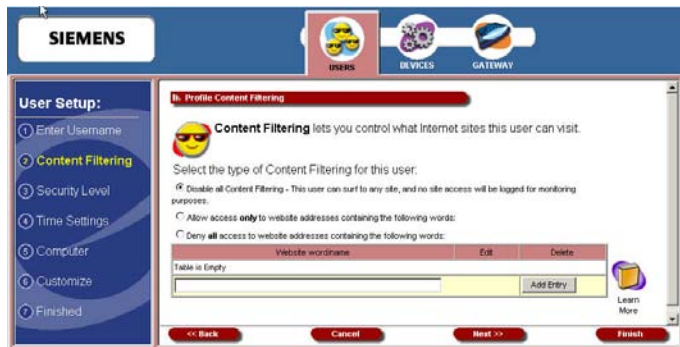 SIEMENS
USERS
DEVICES
GATEWAY
User Setup:
1 Enter Username
2 Content Filtering
3 Security Level
4 Time Settings
5 Computer
6 Customize
7 Finished
Profile Content Filtering
Content Filtering lets you control what Internet sites this user can visit.
Select the type of Content Filtering for this user:
Disable all Content Filtering - This user can surf to any site, and no site access will be logged for monitoring
purposes.
Allow access only to website addresses containing the following words:
Deny all access to website addresses containing the following words:
Website word/name Edit Delete
Table is Empty
Add Entry
Learn
More
<< Back Cancel Next >> Finish